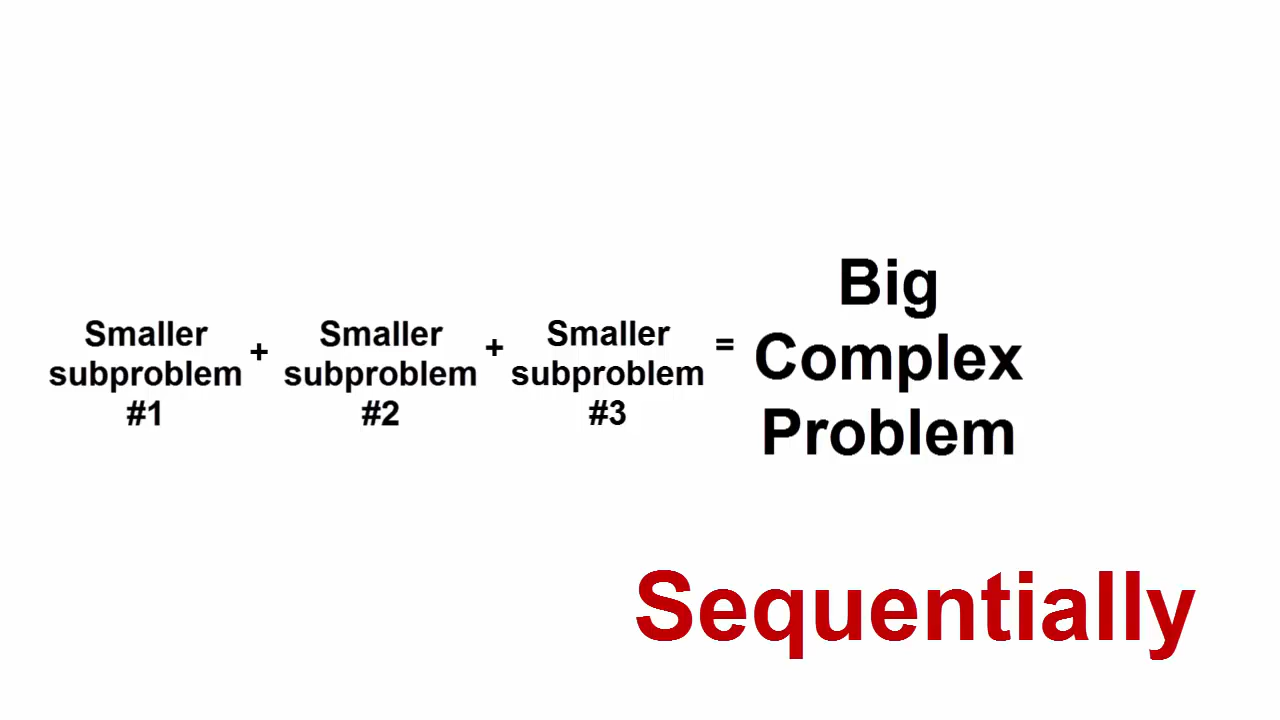 Smaller
subproblem
#1
+
Smaller
subproblem
#2
+
Smaller
subproblem
#3
=
Big
Complex
Problem
Sequentially